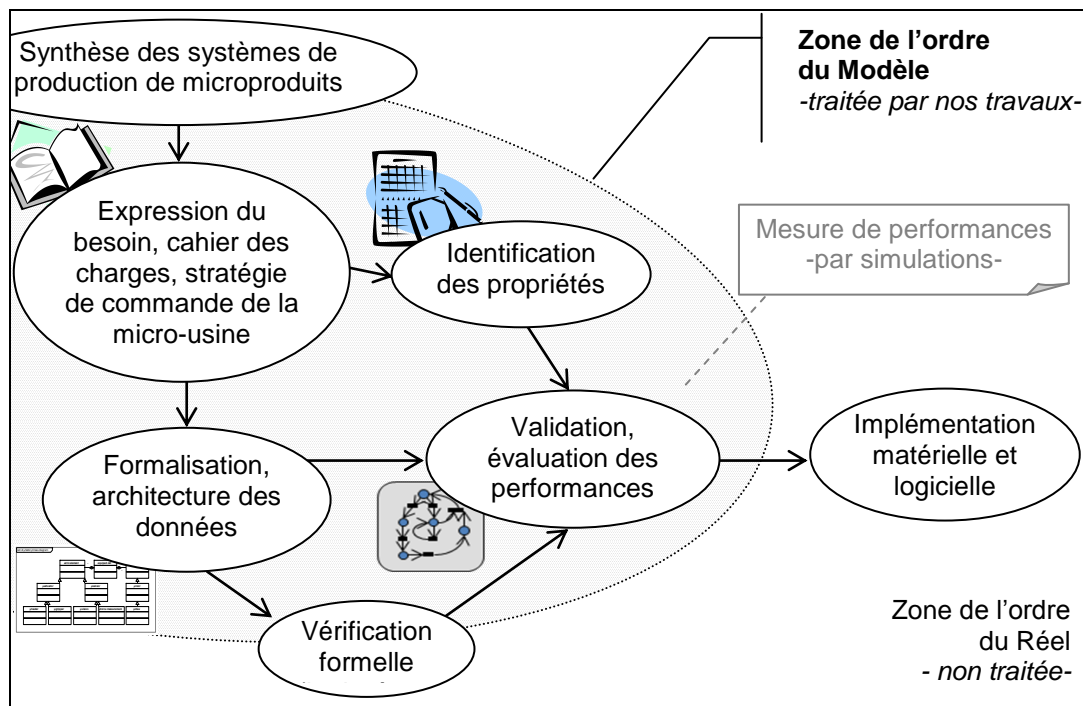 Synthèse des systèmes de
production de microproduits
Zone de l'ordre
du Modèle
-traitée par nos travaux-
Expression du
besoin, cahier des
charges, stratégie
de commande de la
micro-usine
Identification
des propriétés
Mesure de performances
-par simulations-
Formalisation,
architecture des
données
Validation,
évaluation des
performances
Implémentation
matérielle et
logicielle
Vérification
formelle
Zone de l'ordre
du Réel
- non traitée-